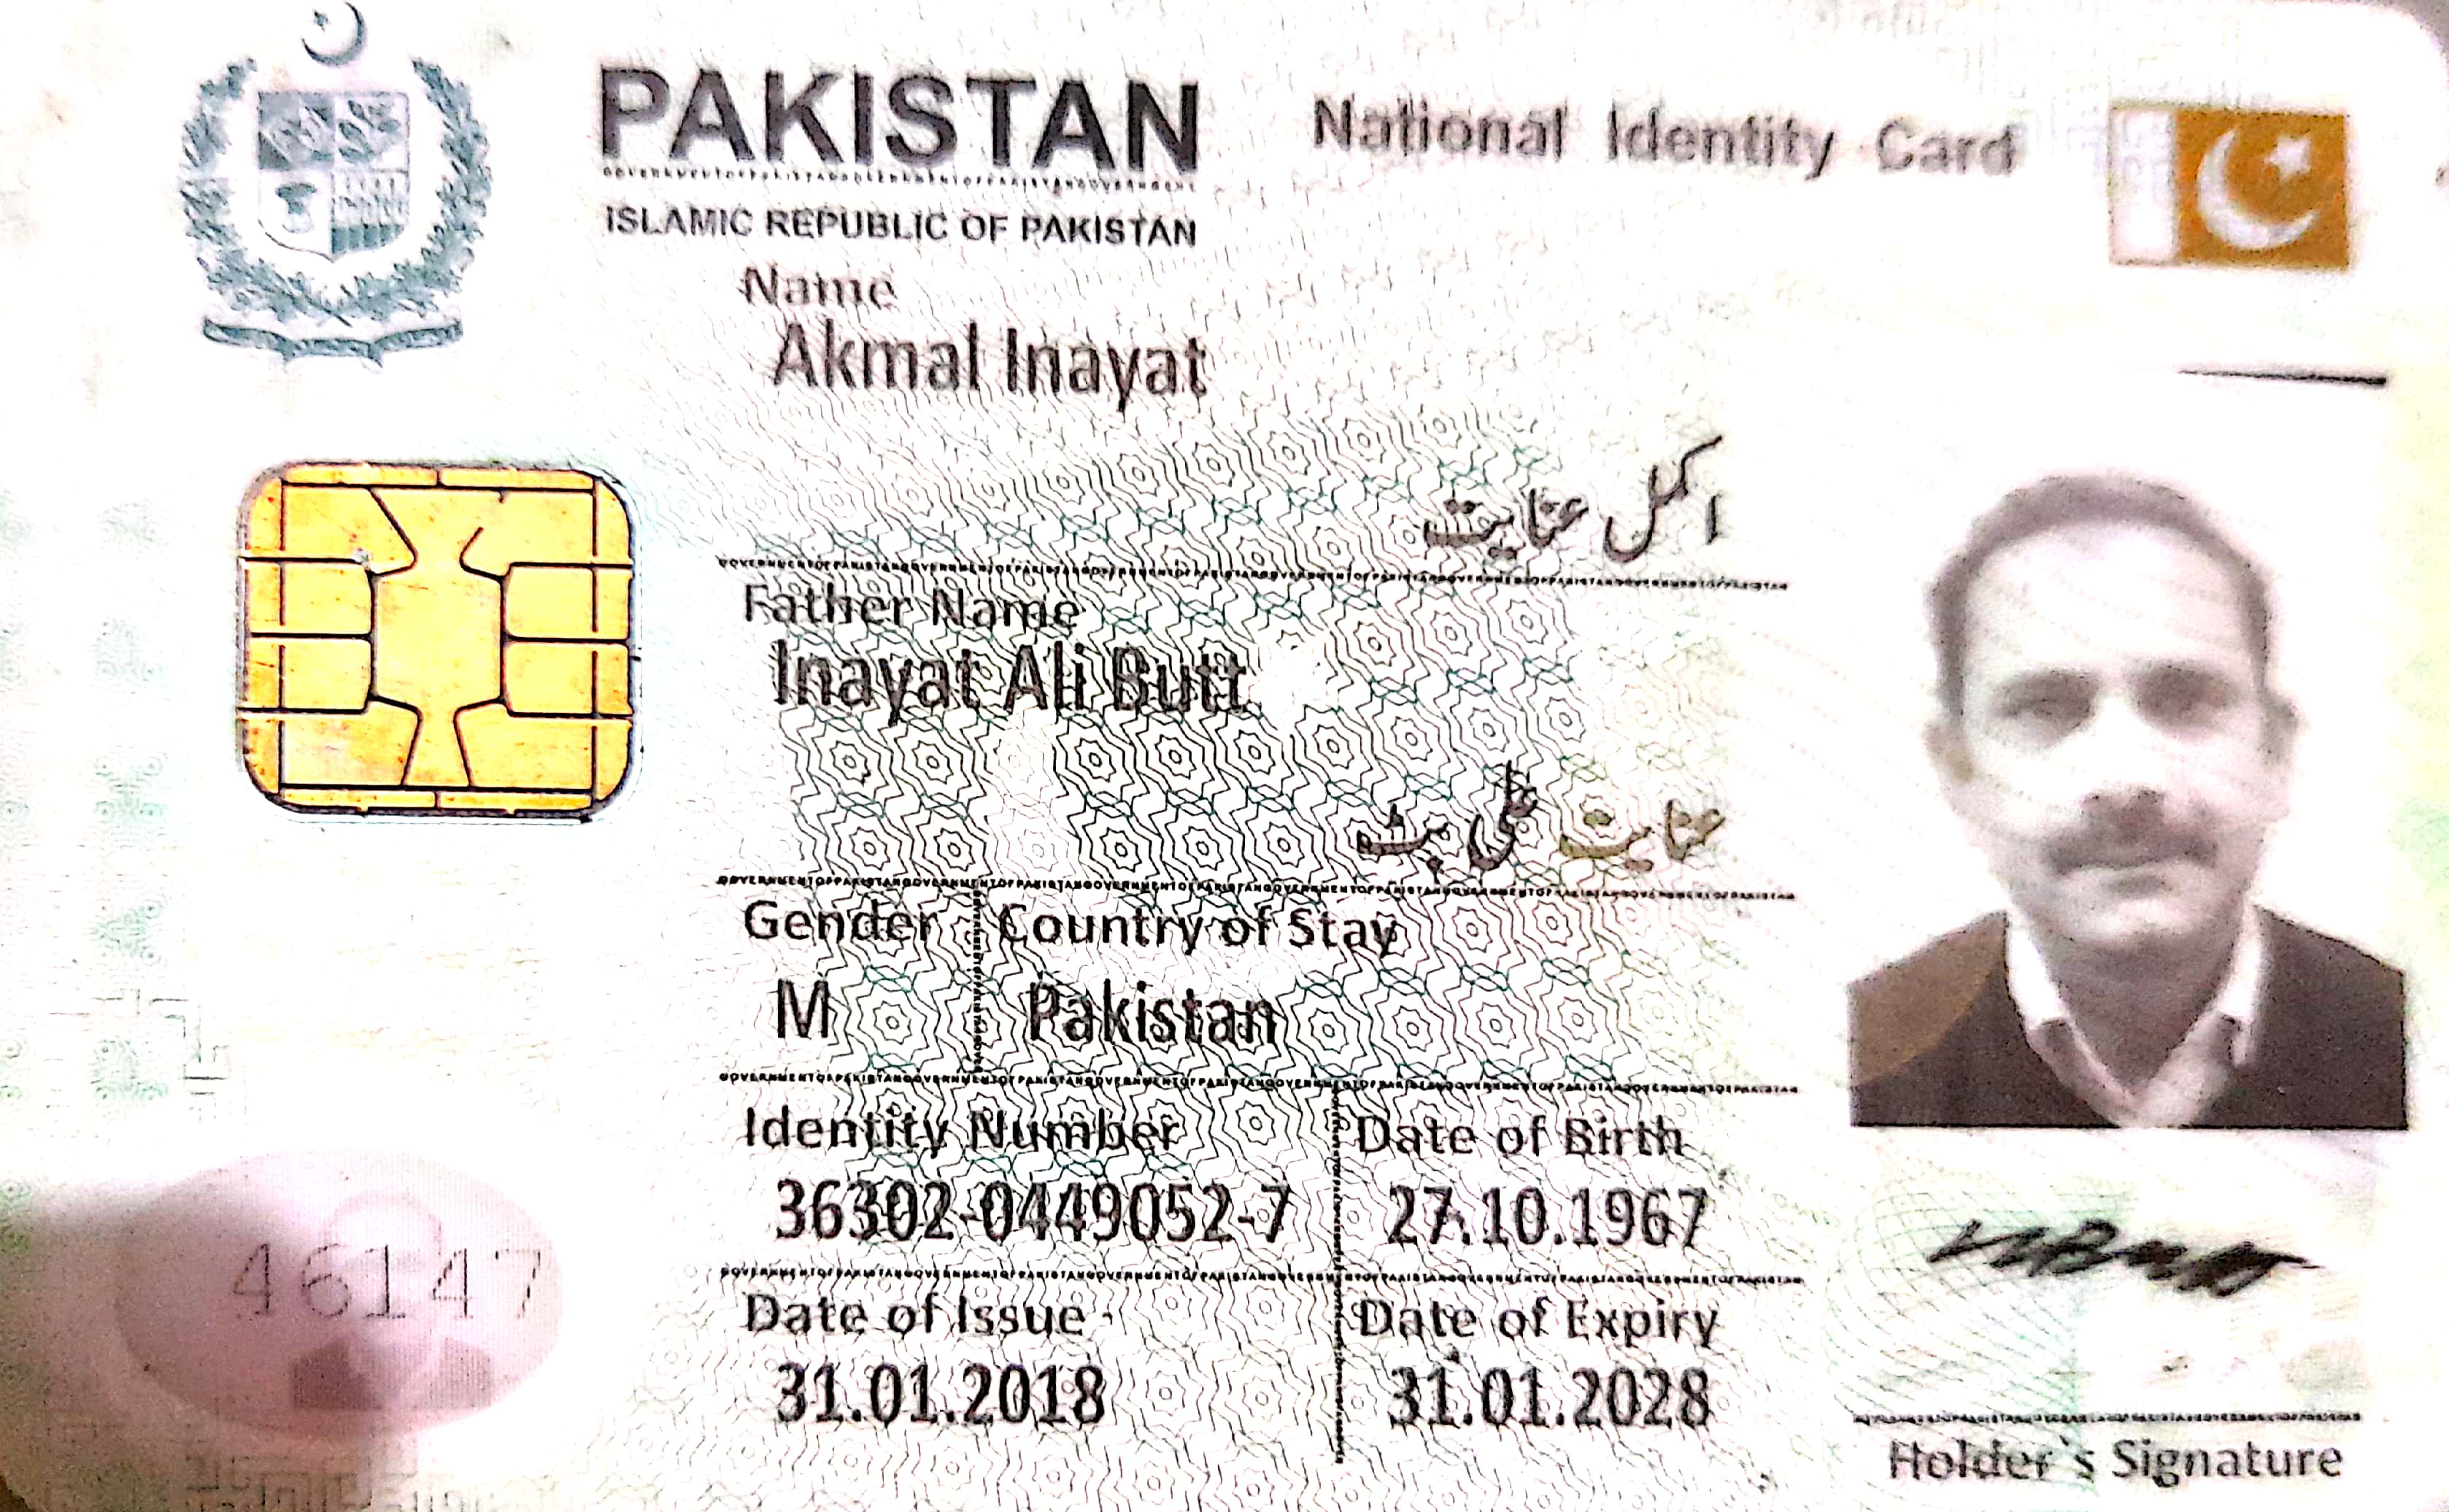 PAKISTAN
National Identity Card
ISLAMIC REPUBLIC OF PAKISTAN
Name
Akmal Inayat
اکمل عنایت
Father Name
Inayat Ali Butt
عنایت علی بٹ
Gender
Country of Stay
M
Pakistan
Identity Number
Date of Birth
36302-0449052-7
27.10.1967
46147
Date of Issue
Date of Expiry
31.01.2018
31.01.2028
Holder's Signature